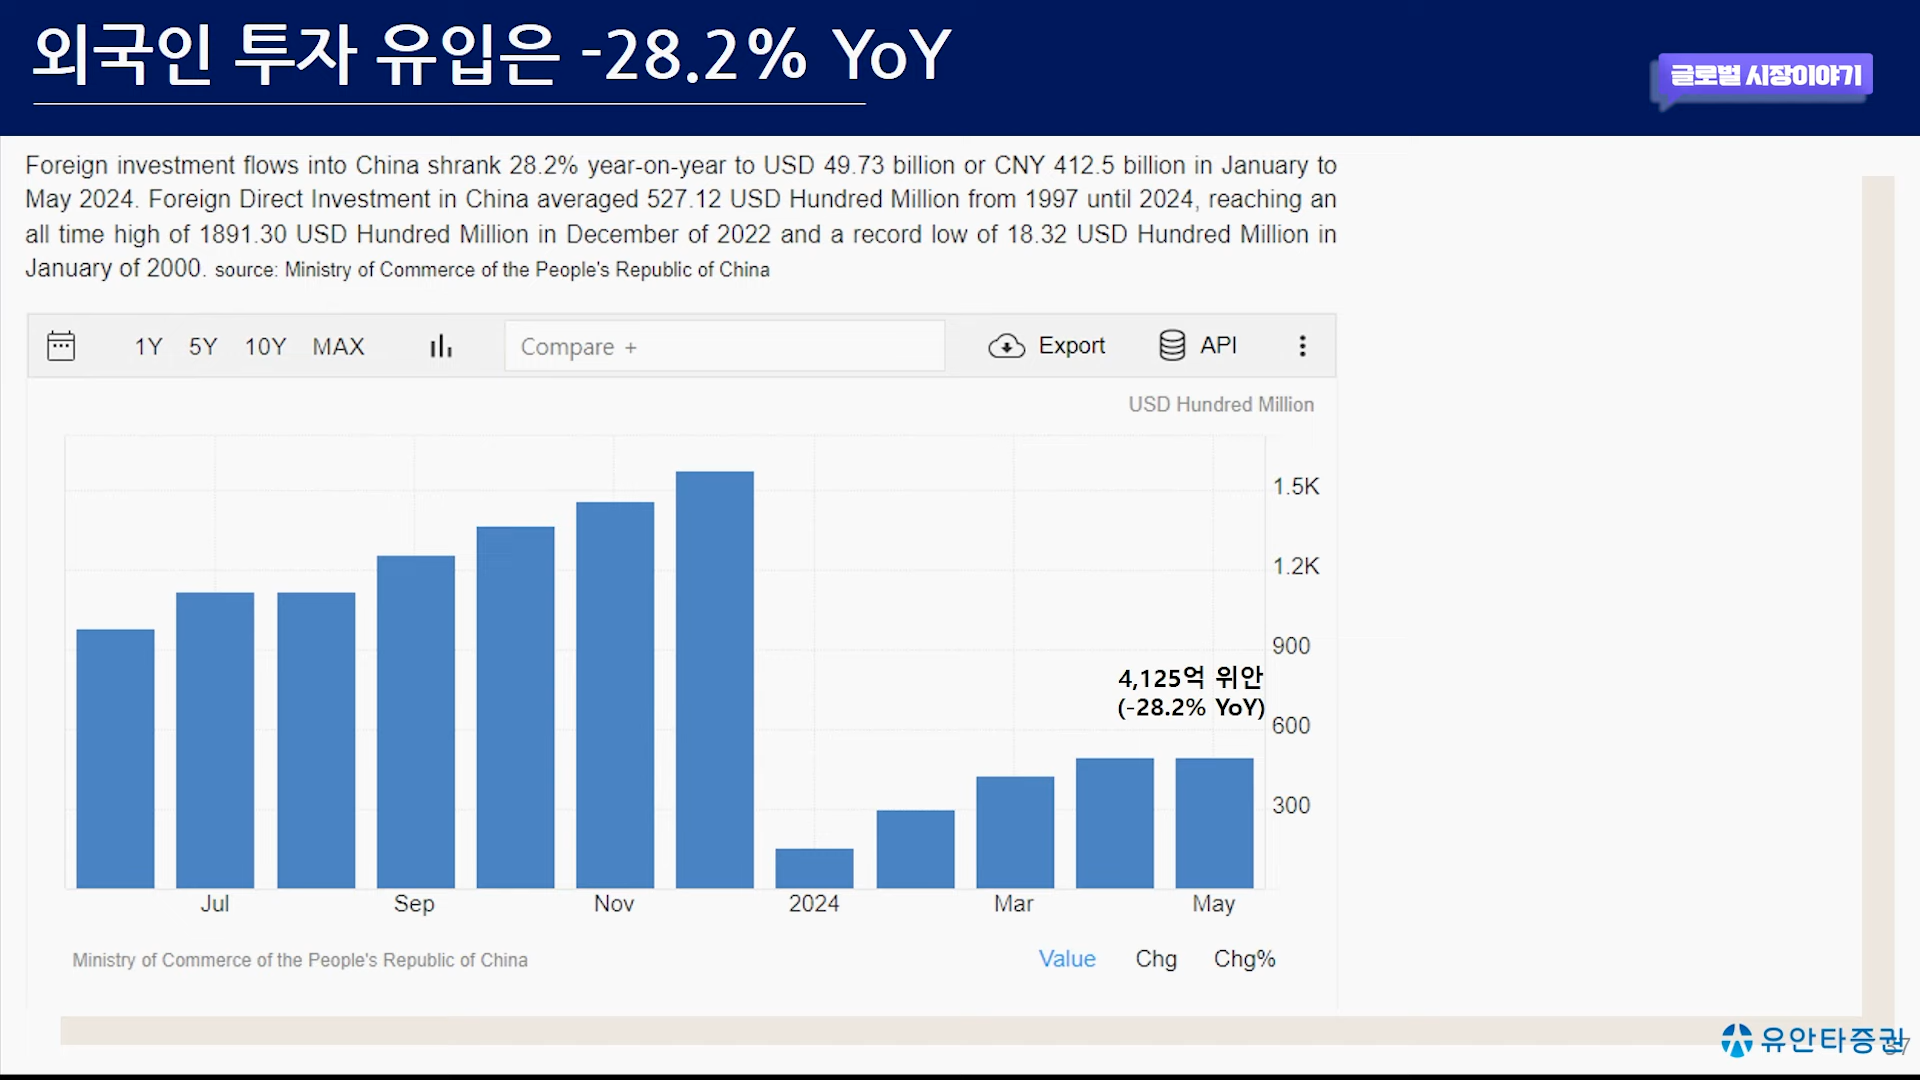 외국인 투자 유입은 -28.2% YoY
글로벌 시장이야기
Foreign investment flows into China shrank 28.2% year-on-year to USD 49.73 billion or CNY 412.5 billion in January to
May 2024. Foreign Direct Investment in China averaged 527.12 USD Hundred Million from 1997 until 2024, reaching an
all time high of 1891.30 USD Hundred Million in December of 2022 and a record low of 18.32 USD Hundred Million in
January of 2000. source: Ministry of Commerce of the People's Republic of China
1Y 5Y 10Y MAX Compare + Export API
USD Hundred Million
1.5K
1.2K
900
4,125억 위안
(-28.2% YoY)
600
300
Jul Sep Nov 2024 Mar May
Ministry of Commerce of the People's Republic of China
Value Chg Chg%
유안타증권
37